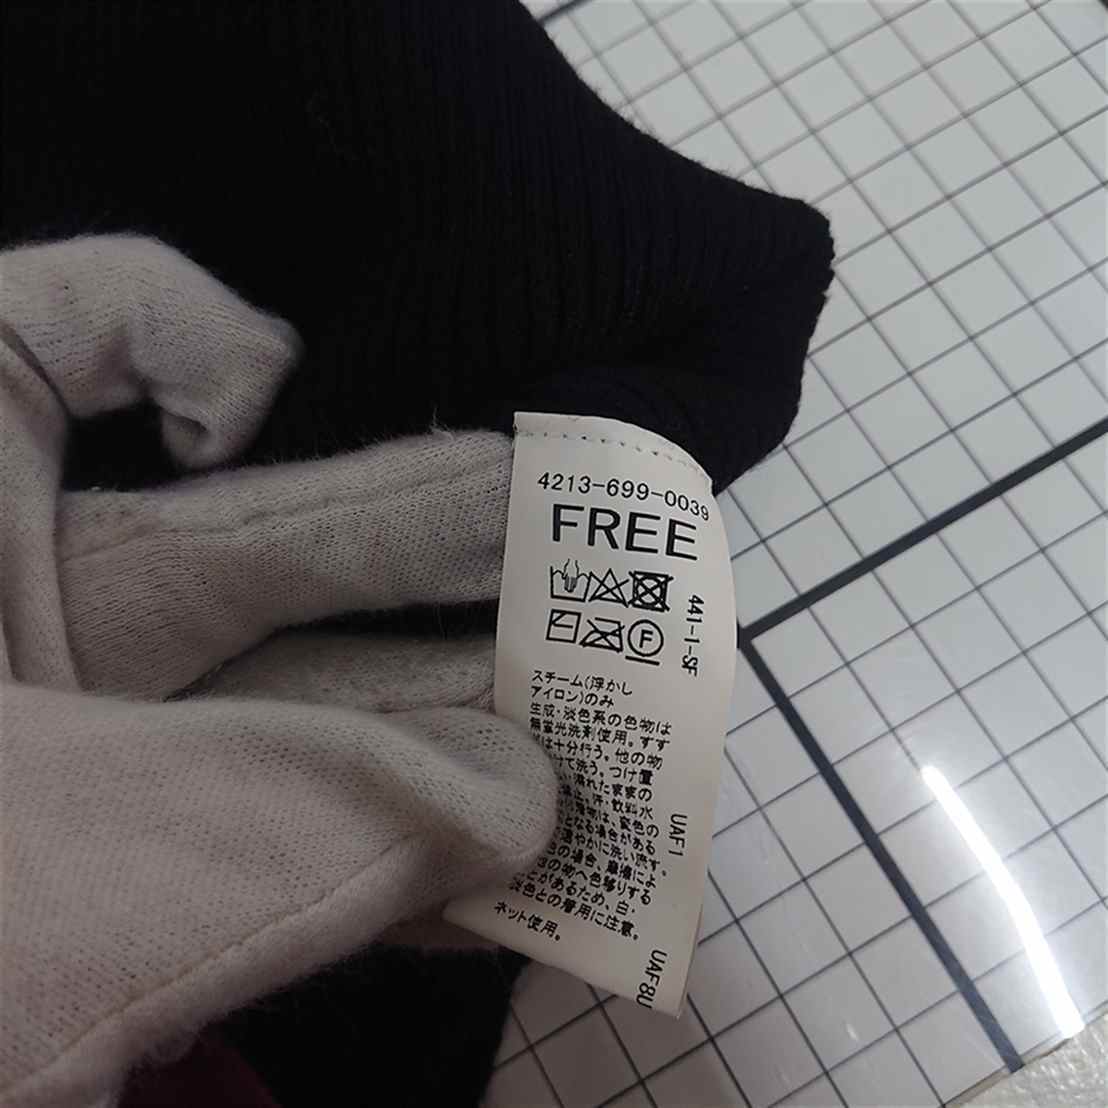 4213-699-0039
FREE
F
441-1-SF
スチーム(浮かし
アイロン)のみ
生成・淡色系の色物は
無蛍光洗剤使用。すす
は十分行う。他の物
けて洗う。つけ置
濡れたままの
汗・飲料水
は、変色の
となる場合がある
速やかに洗い流す。
の場合、摩擦によ
の物へ色移りする
とがあるため、白・
淡色との着用に注意。
ネット使用。
UAF1
UAF8U